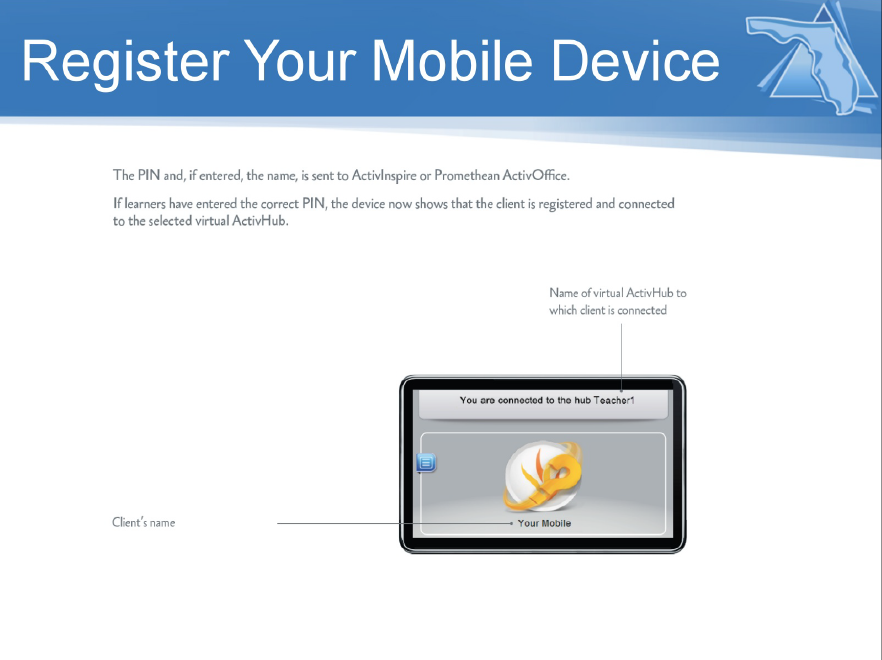 Register Your Mobile Device
The PIN and, if entered, the name, is sent to ActivInspire or Promethean ActivOffice.
If learners have entered the correct PIN, the device now shows that the client is registered and connected
to the selected virtual ActivHub.
Name of virtual ActivHub to
which client is connected
You are connected to the hub Teacher1
Client's name
Your Mobile